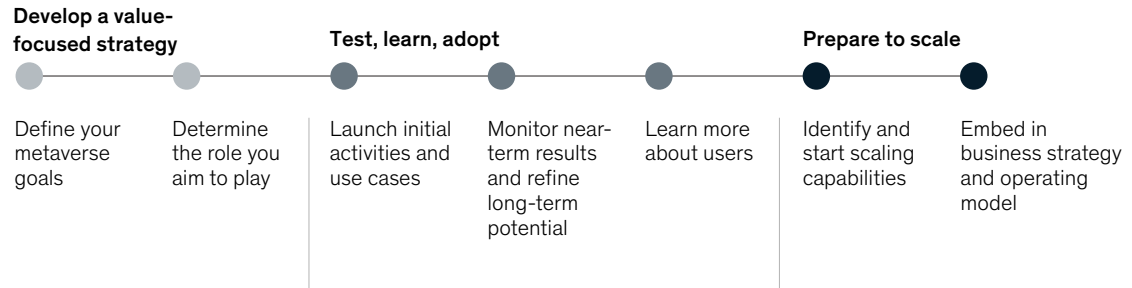 Develop a value-
focused strategy
Define your
metaverse
goals
Determine
the role you
aim to play
Test, learn, adopt
Launch initial
activities and
use cases
Monitor near-
term results
and refine
long-term
potential
Learn more
about users
Prepare to scale
Identify and
start scaling
capabilities
Embed in
business strategy
and operating
model